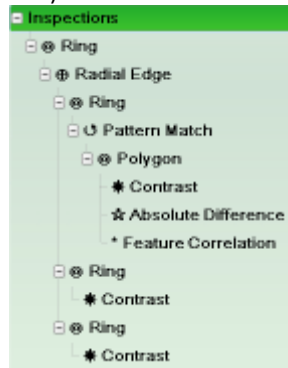 Inspections
Ring
Radial Edge
Ring
Pattern Match
Polygon
Contrast
Absolute Difference
Feature Correlation
Ring
Contrast
Ring
Contrast